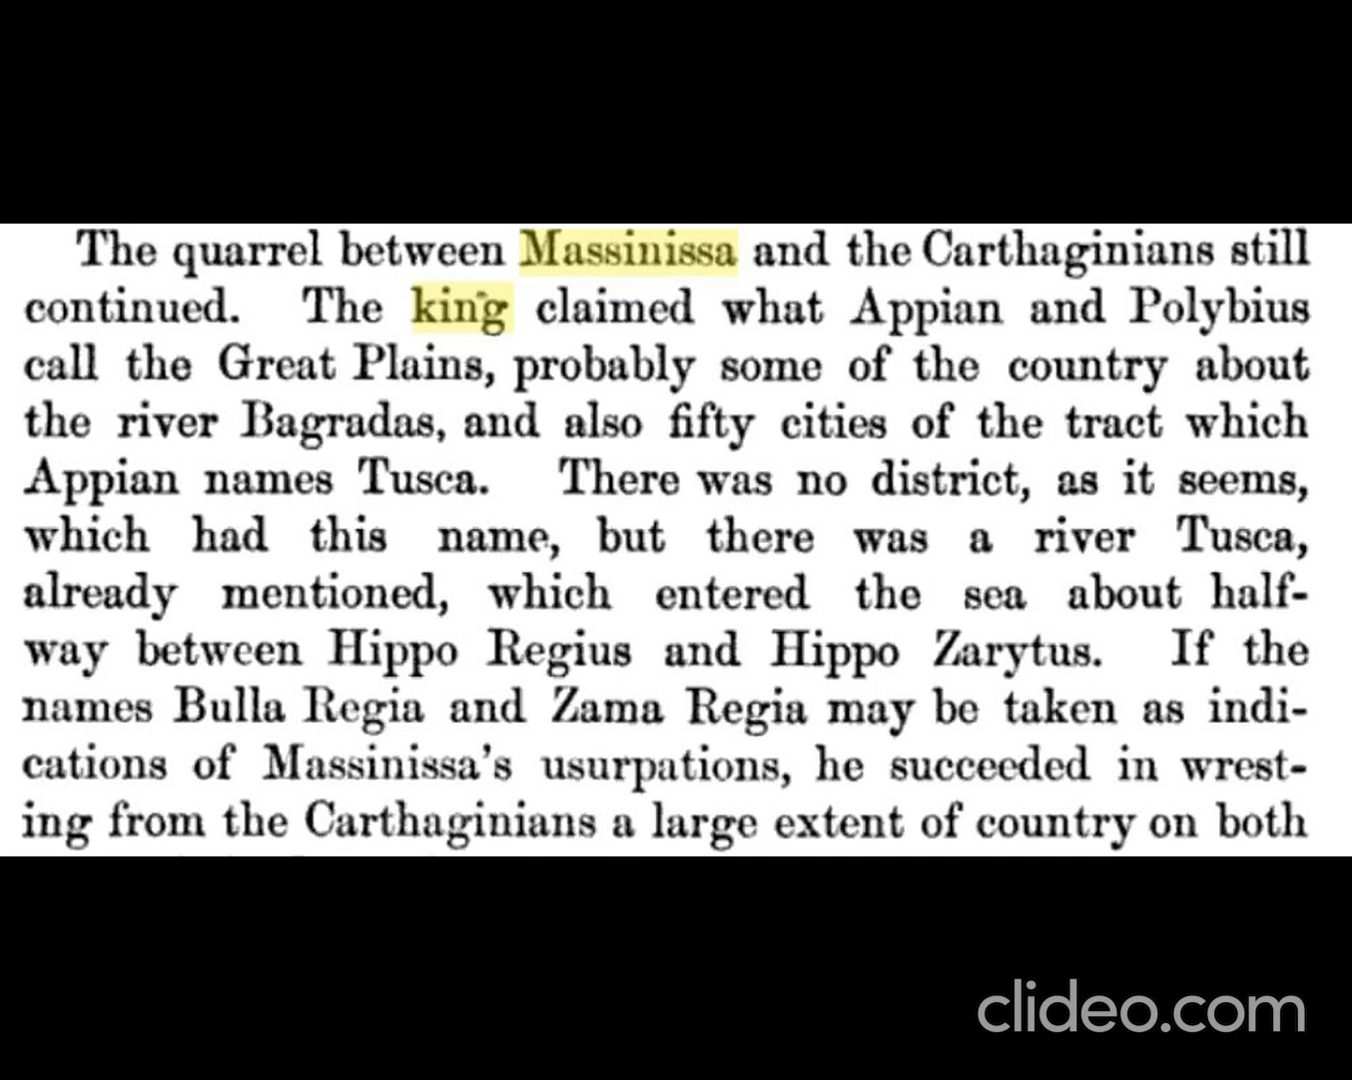 The quarrel between Massinissa and the Carthaginians still
continued. The king claimed what Appian and Polybius
call the Great Plains, probably some of the country about
the river Bagradas, and also fifty cities of the tract which
Appian names Tusca. There was no district, as it seems,
which had this name, but there was a river Tusca,
already mentioned, which entered the sea about half-
way between Hippo Regius and Hippo Zarytus. If the
names Bulla Regia and Zama Regia may be taken as indi-
cations of Massinissa's usurpations, he succeeded in wrest-
ing from the Carthaginians a large extent of country on both
clideo.com